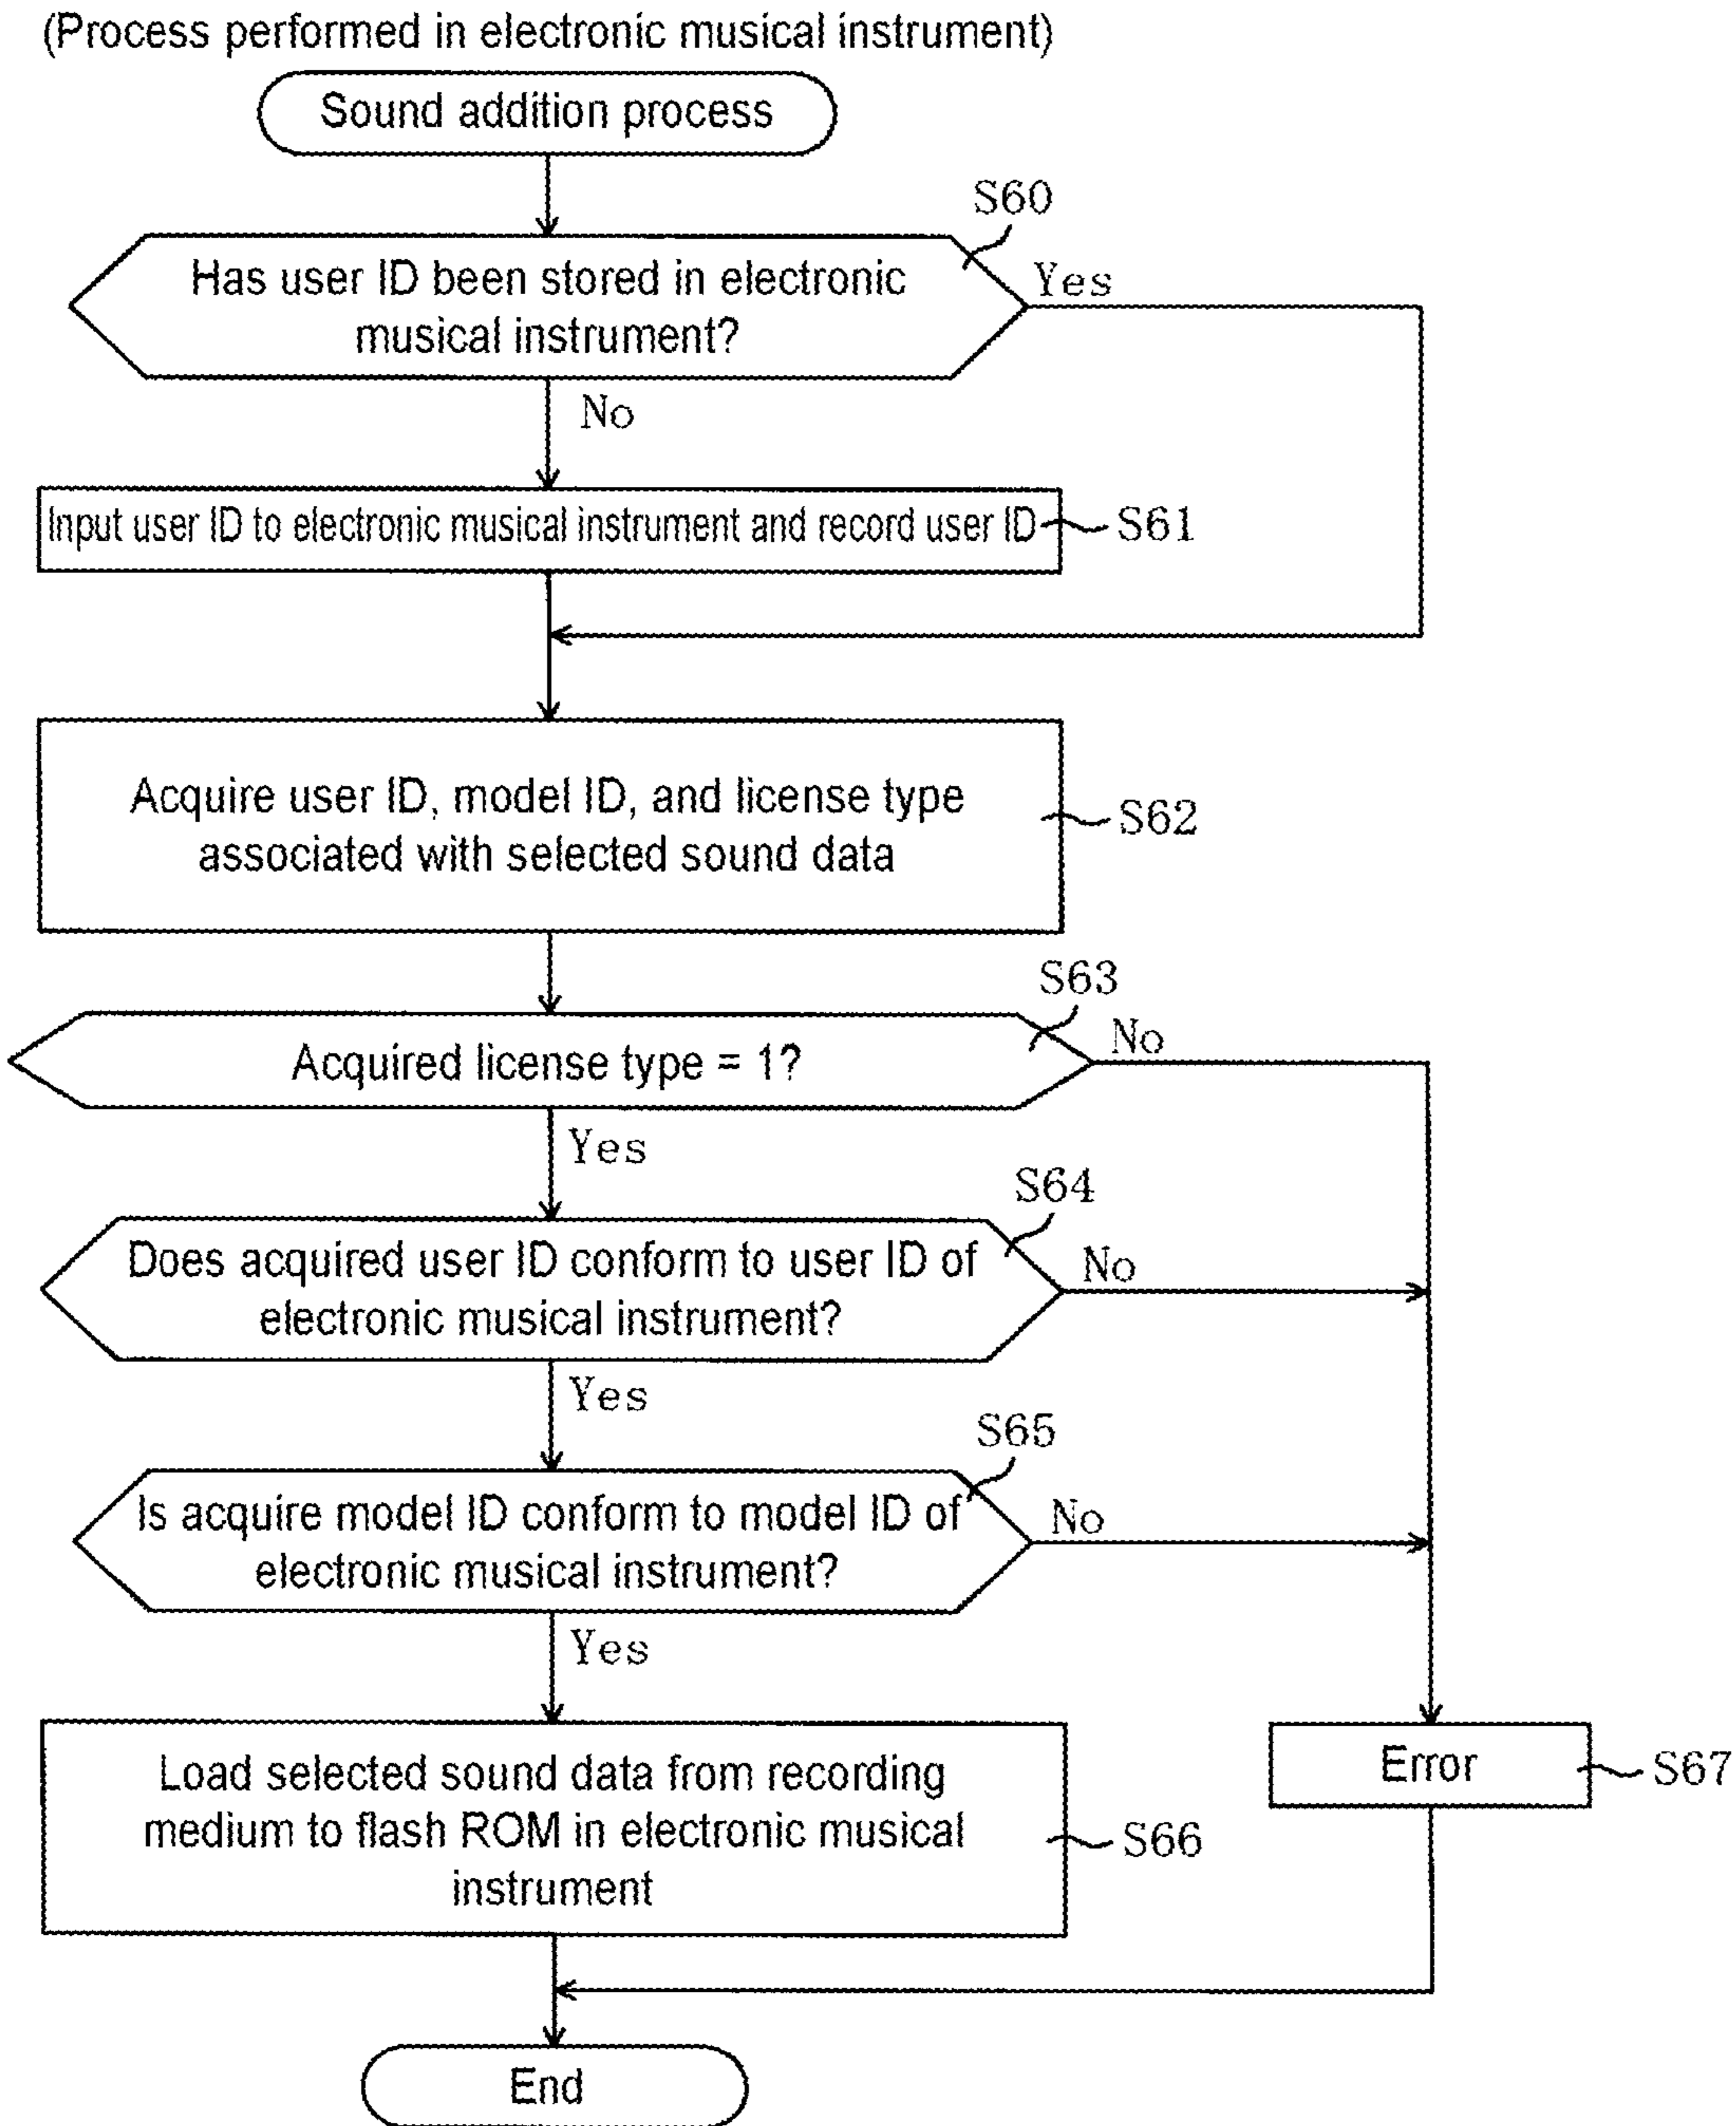 (Process performed in electronic musical instrument)
Sound addition process
S60
Has user ID been stored in electronic
musical instrument?
Yes
No
Input user ID to electronic musical instrument and record user ID
S61
Acquire user ID, model ID, and license type
associated with selected sound data
S62
S63
Acquired license type = 1?
No
Yes
S64
Does acquired user ID conform to user ID of
electronic musical instrument?
No
Yes
S65
Is acquire model ID conform to model ID of
electronic musical instrument?
No
Yes
Load selected sound data from recording
medium to flash ROM in electronic musical
instrument
S66
Error
S67
End